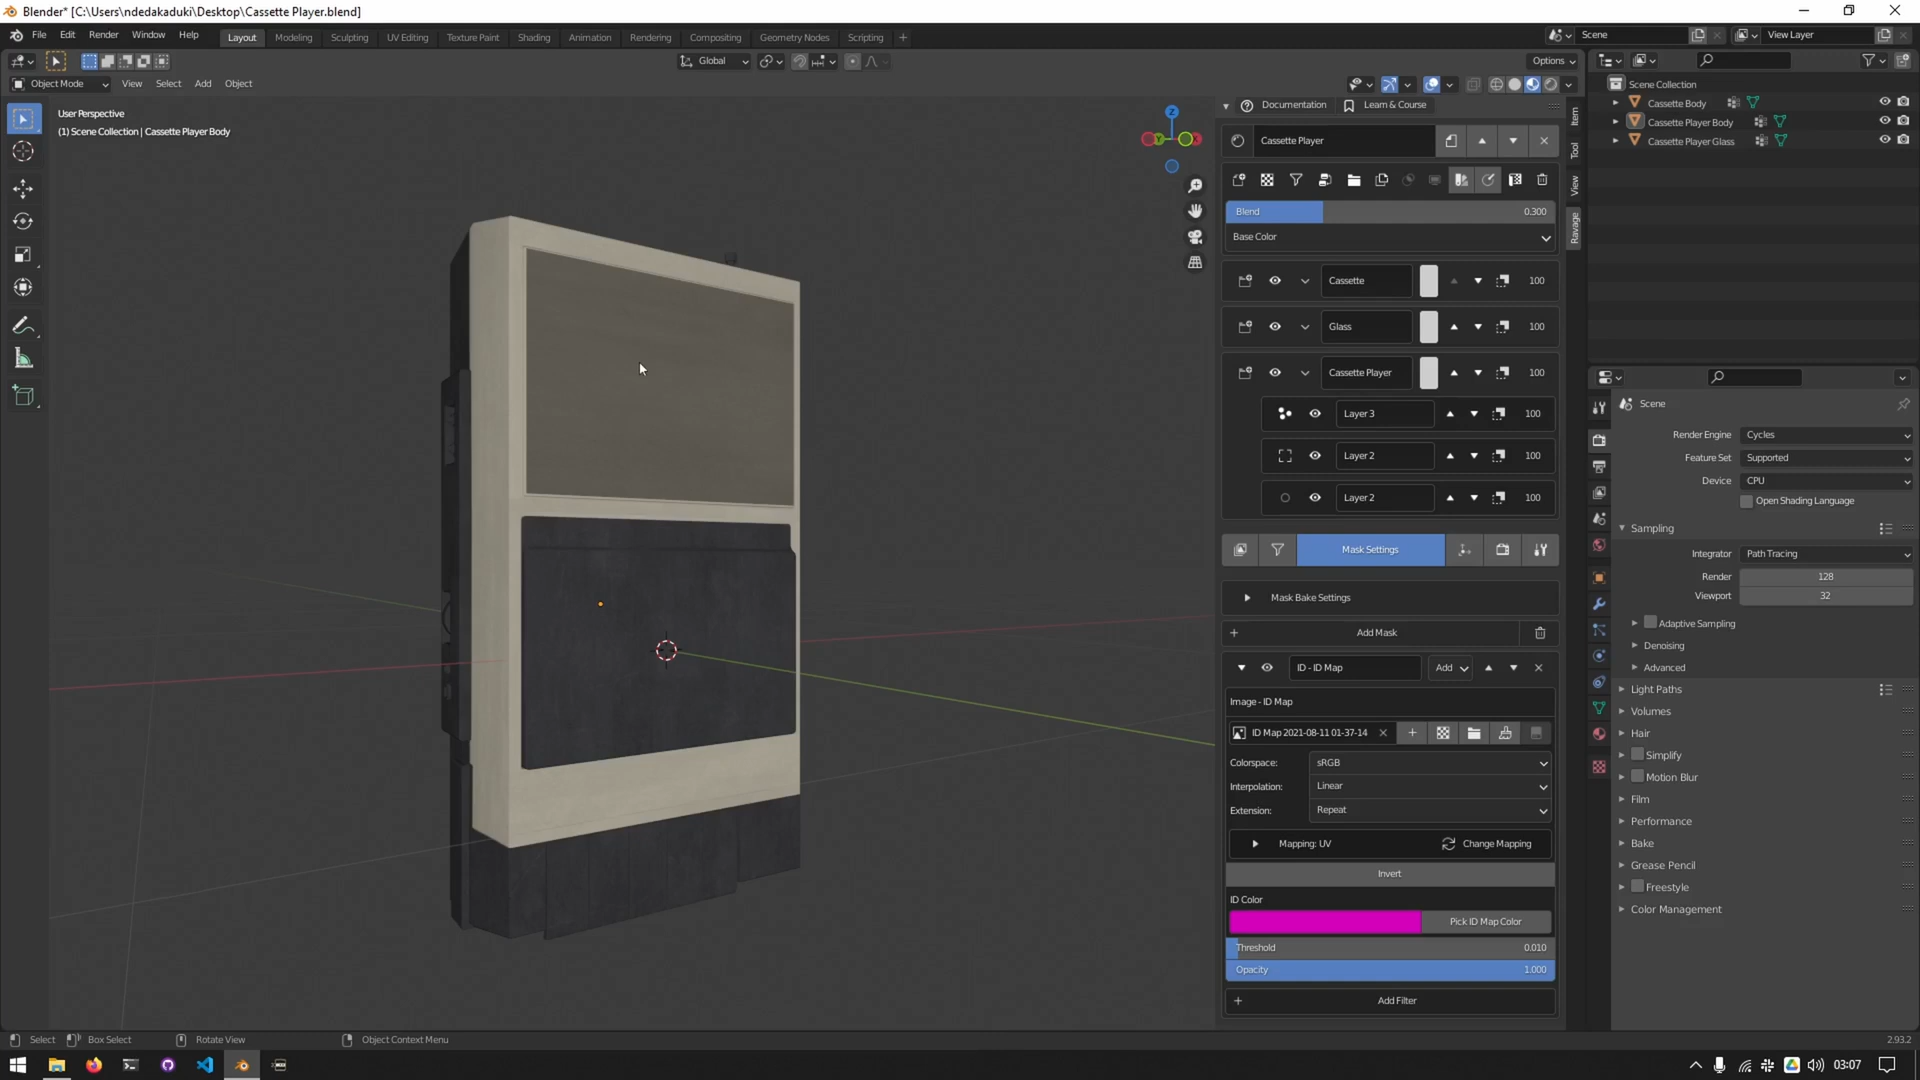 Blender* [C:\Users\ndedakaduki\Desktop\Cassette Player.blend]
File Edit Render Window Help
Layout Modeling Sculpting UV Editing Texture Paint Shading Animation Rendering Compositing Geometry Nodes Scripting +
Scene
View Layer
Global
Options
Object Mode View Select Add Object
User Perspective
(1) Scene Collection | Cassette Player Body
Z
Y
X
Documentation Learn & Course
Cassette Player
Blend 0.300
Base Color
Cassette 100
Glass 100
Cassette Player 100
Layer 3 100
Layer 2 100
Layer 2 100
Mask Settings
Mask Bake Settings
Add Mask
ID - ID Map Add
Image - ID Map
ID Map 2021-08-11 01-37-14
Colorspace: sRGB
Interpolation: Linear
Extension: Repeat
Mapping: UV Change Mapping
Invert
ID Color
Pick ID Map Color
Threshold 0.010
Opacity 1.000
Add Filter
Item
Tool
View
Ravage
Scene Collection
Cassette Body
Cassette Player Body
Cassette Player Glass
Scene
Render Engine Cycles
Feature Set Supported
Device CPU
Open Shading Language
Sampling
Integrator Path Tracing
Render 128
Viewport 32
Adaptive Sampling
Denoising
Advanced
Light Paths
Volumes
Hair
Simplify
Motion Blur
Film
Performance
Bake
Grease Pencil
Freestyle
Color Management
Select Box Select Rotate View Object Context Menu
2.93.2
03:07